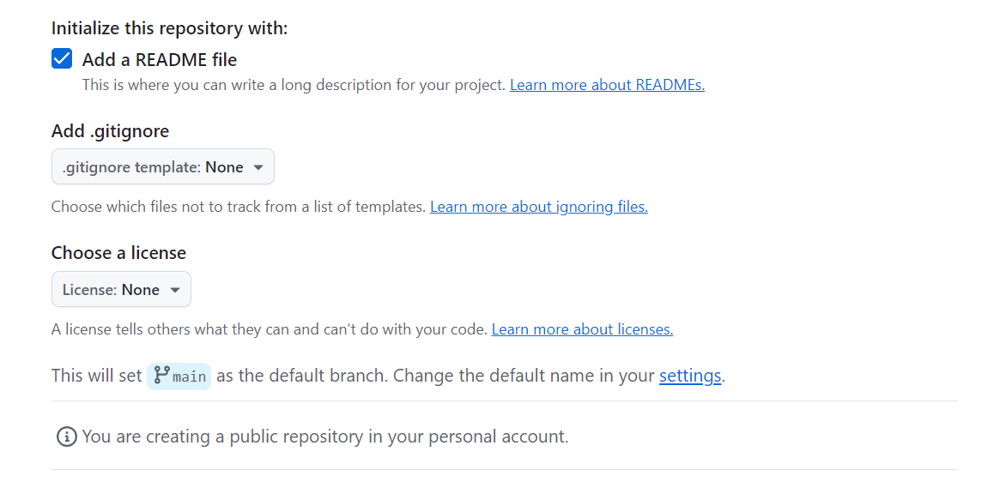 Initialize this repository with:
Add a README file
This is where you can write a long description for your project. Learn more about READMEs.
Add .gitignore
.gitignore template: None
Choose which files not to track from a list of templates. Learn more about ignoring files.
Choose a license
License: None
A license tells others what they can and can't do with your code. Learn more about licenses.
This will set main as the default branch. Change the default name in your settings.
You are creating a public repository in your personal account.